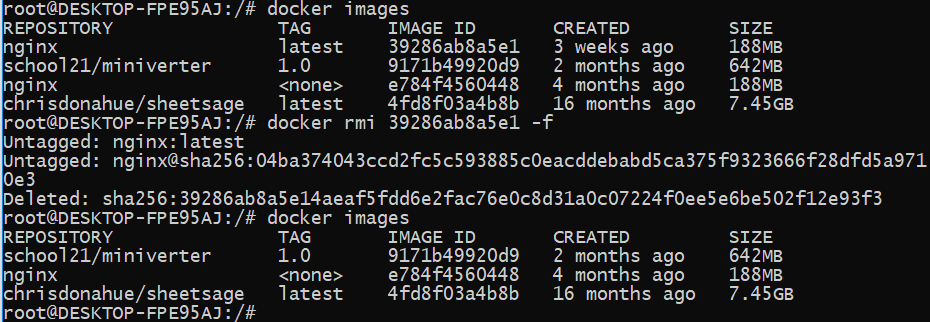 root@DESKTOP-FPE95AJ:/# docker images
REPOSITORY TAG IMAGE ID CREATED SIZE
nginx latest 39286ab8a5e1 3 weeks ago 188MB
school21/miniverter 1.0 9171b49920d9 2 months ago 642MB
nginx <none> e784f4560448 4 months ago 188MB
chrisdonahue/sheetsage latest 4fd8f03a4b8b 16 months ago 7.45GB
root@DESKTOP-FPE95AJ:/# docker rmi 39286ab8a5e1 -f
Untagged: nginx:latest
Untagged: nginx@sha256:04ba374043ccd2fc5c593885c0eacddebabd5ca375f9323666f28dfd5a971
0e3
Deleted: sha256:39286ab8a5e14aeaf5fdd6e2fac76e0c8d31a0c07224f0ee5e6be502f12e93f3
root@DESKTOP-FPE95AJ:/# docker images
REPOSITORY TAG IMAGE ID CREATED SIZE
school21/miniverter 1.0 9171b49920d9 2 months ago 642MB
nginx <none> e784f4560448 4 months ago 188MB
chrisdonahue/sheetsage latest 4fd8f03a4b8b 16 months ago 7.45GB
root@DESKTOP-FPE95AJ:/#